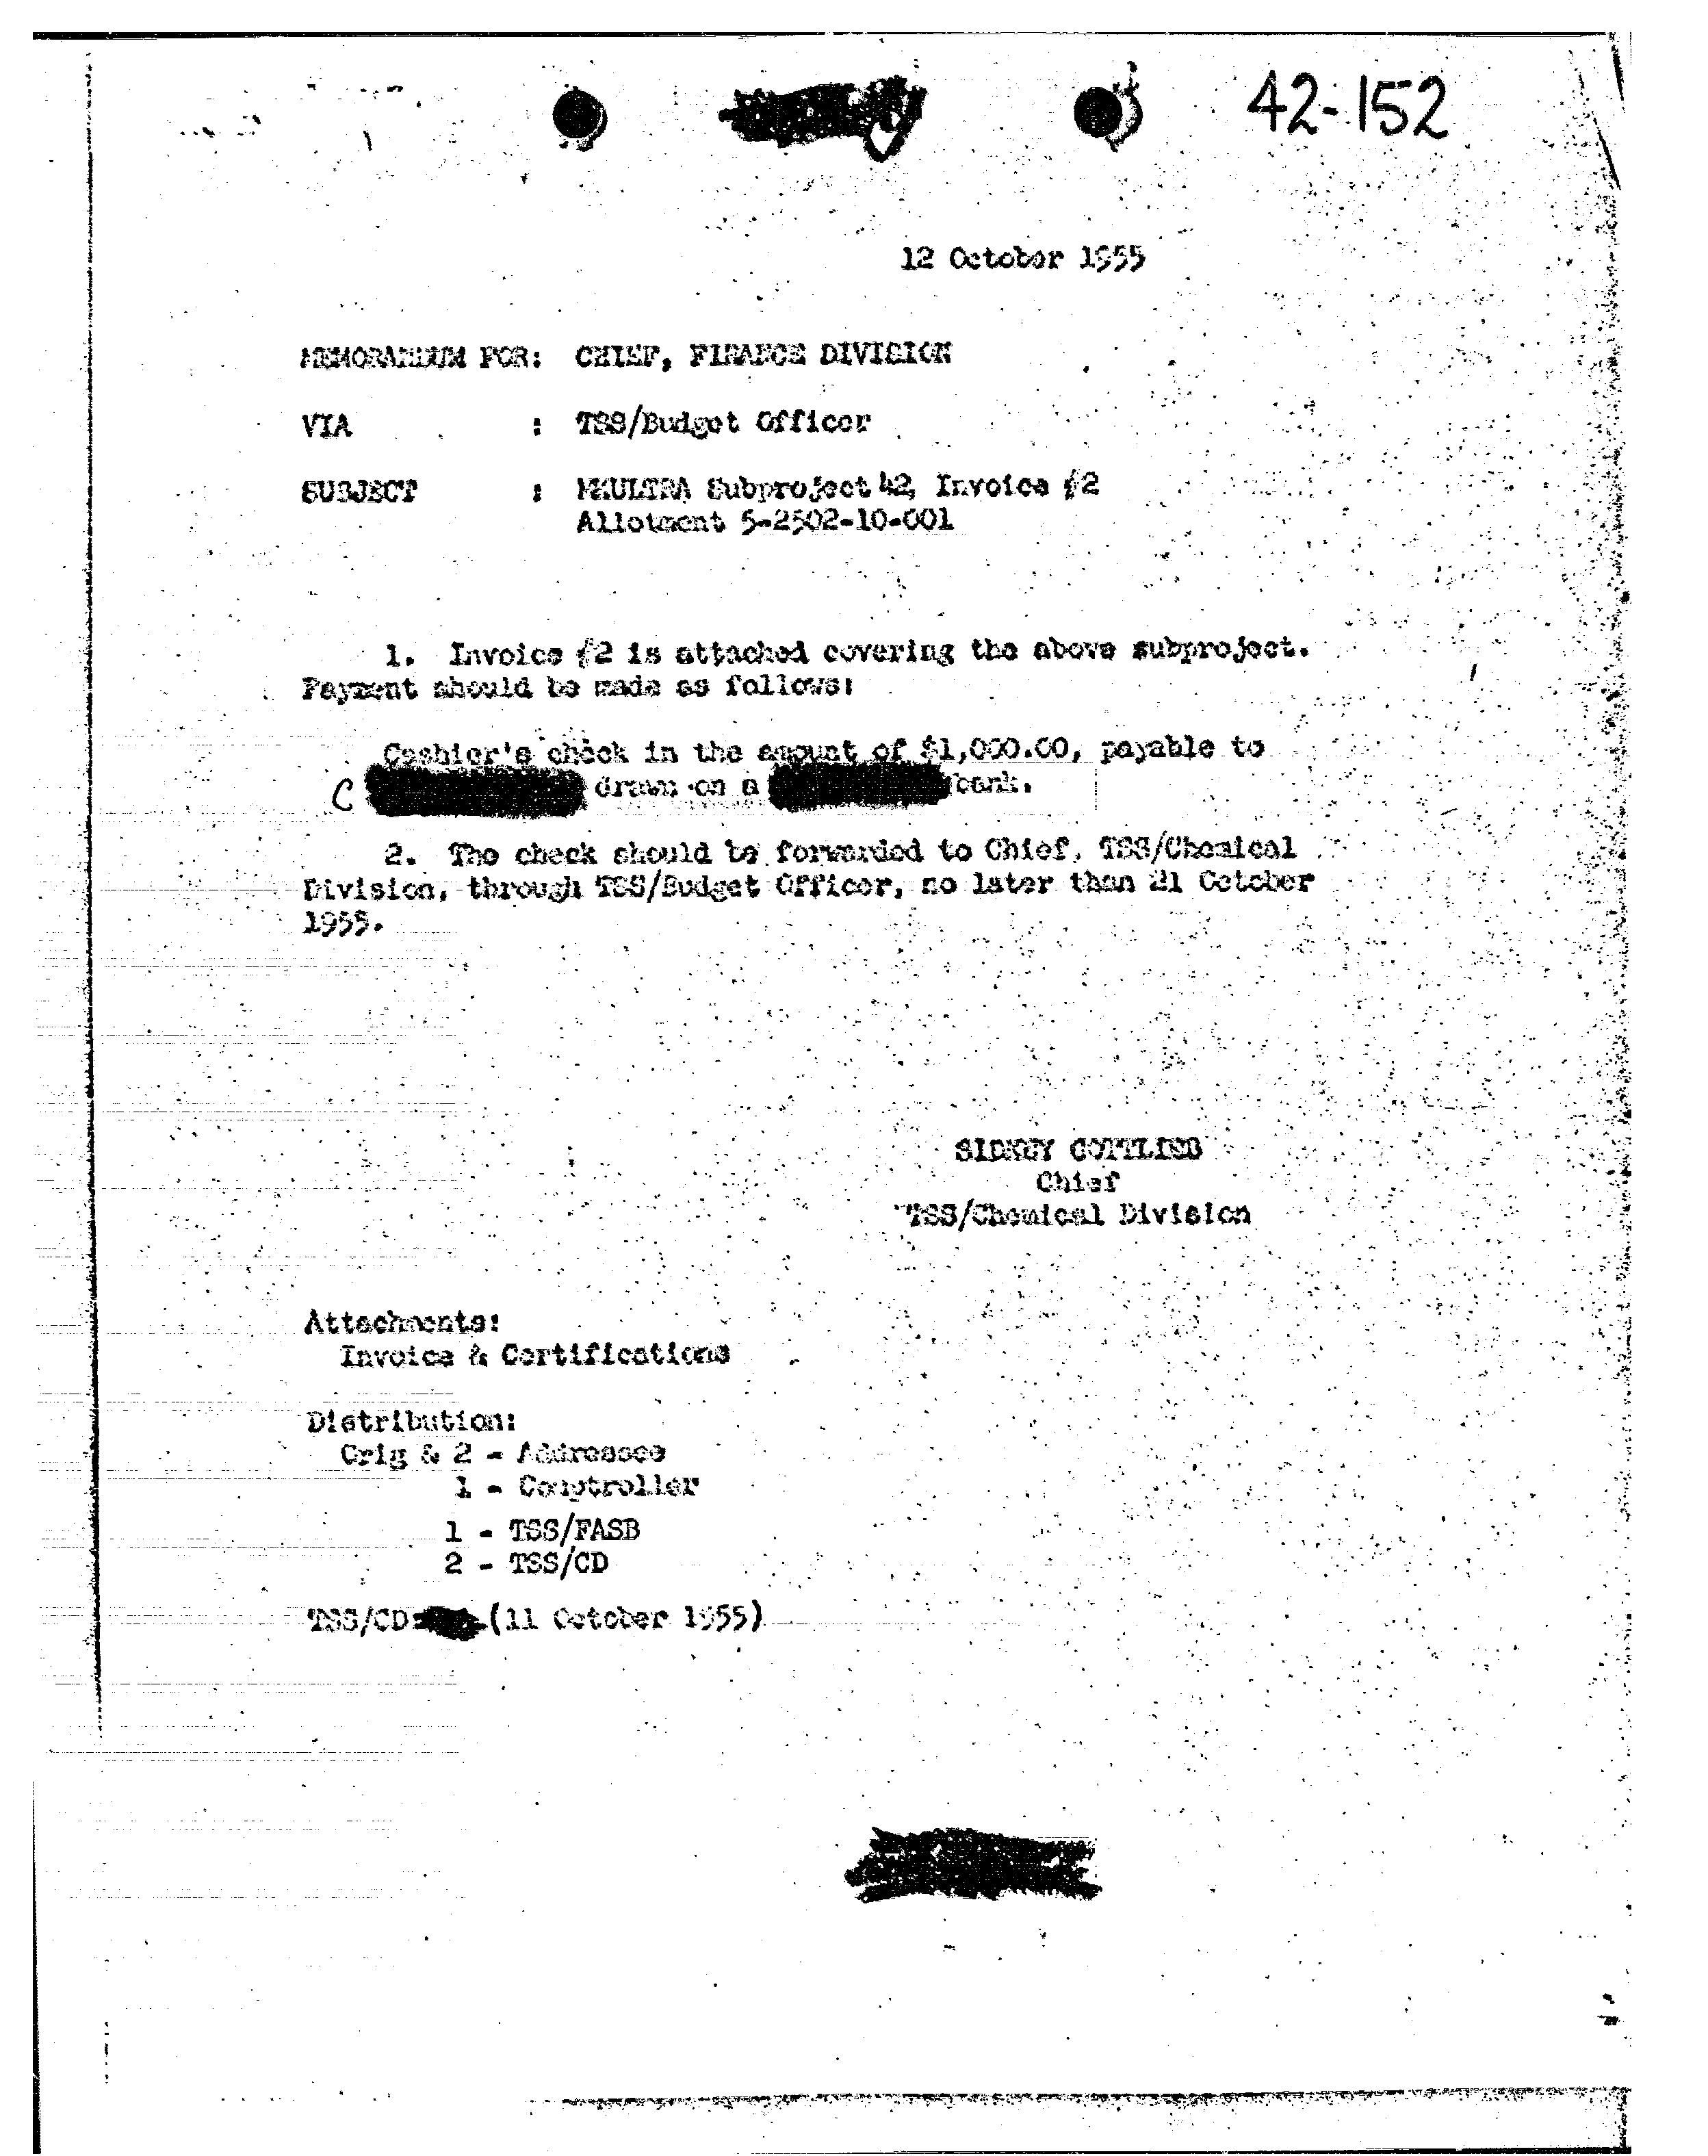 42-152
12 October 1955
MEMORANDUM FOR: CHIEF, FINANCE DIVISION
VIA : TSS/Budget Officer
SUBJECT : MKULTRA Subproject 42, Invoice #2
Allotment 5-2502-10-001
1. Invoice #2 is attached covering the above subproject.
Payment should be made as follows:
Cashier's check in the amount of $1,000.00, payable to
C drawn on a bank.
2. The check should be forwarded to Chief, TSS/Chemical
Division, through TSS/Budget Officer, no later than 21 October
1955.
SIDNEY GOTTLIEB
Chief
TSS/Chemical Division
Attachments:
Invoice & Certifications
Distribution:
Orig & 2 - Addressee
1 - Comptroller
1 - TSS/FASB
2 - TSS/CD
TSS/CD: (11 October 1955)